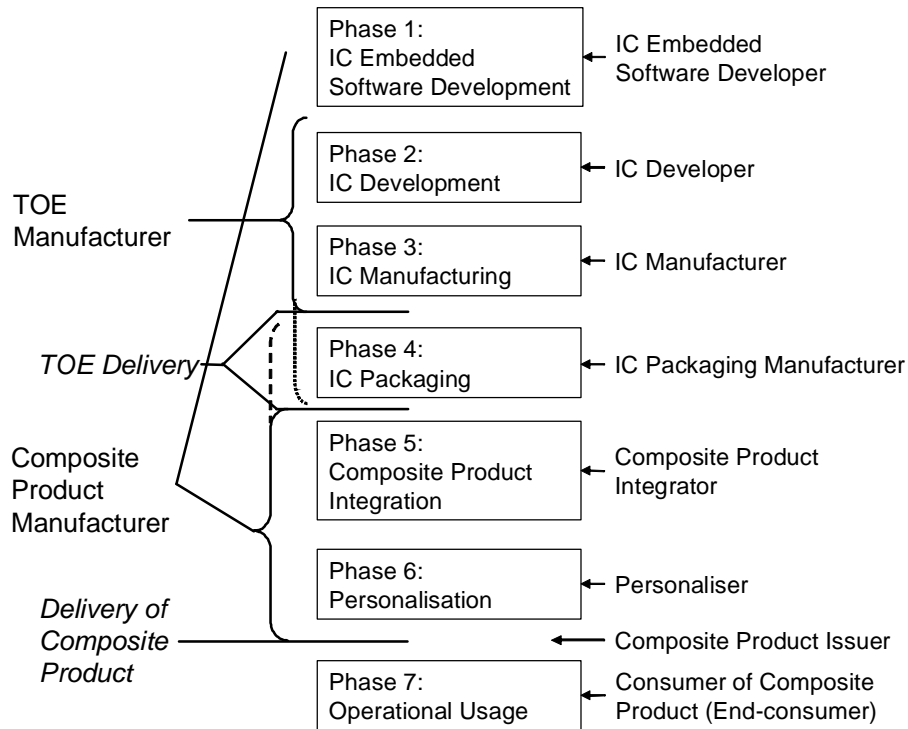 Phase 1:
IC Embedded
Software Development
IC Embedded
Software Developer
Phase 2:
IC Development
IC Developer
TOE
Manufacturer
Phase 3:
IC Manufacturing
IC Manufacturer
TOE Delivery
Phase 4:
IC Packaging
IC Packaging Manufacturer
Composite
Product
Manufacturer
Phase 5:
Composite Product
Integration
Composite Product
Integrator
Phase 6:
Personalisation
Personaliser
Delivery of
Composite
Product
Composite Product Issuer
Phase 7:
Operational Usage
Consumer of Composite
Product (End-consumer)